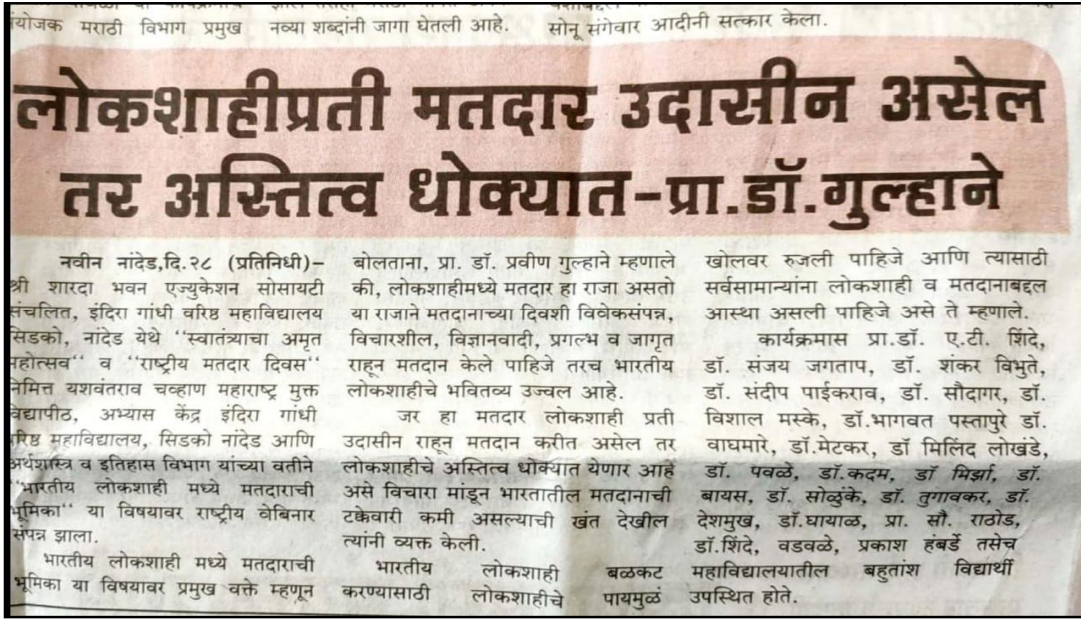 संयोजक मराठी विभाग प्रमुख
नव्या शब्दांनी जागा घेतली आहे.
सोनू संगेवार आदीनी सत्कार केला.
लोकशाहीप्रती मतदार उदासीन असेल
तर अस्तित्व धोक्यात-प्रा.डॉ.गुल्हाने
नवीन नांदेड,दि.२८ (प्रतिनिधी)-
श्री शारदा भवन एज्युकेशन सोसायटी
संचलित, इंदिरा गांधी वरिष्ठ महाविद्यालय
सिडको, नांदेड येथे "स्वातंत्र्याचा अमृत
महोत्सव" व "राष्ट्रीय मतदार दिवस"
निमित्त यशवंतराव चव्हाण महाराष्ट्र मुक्त
विद्यापीठ, अभ्यास केंद्र इंदिरा गांधी
वरिष्ठ महाविद्यालय, सिडको नांदेड आणि
अर्थशास्त्र व इतिहास विभाग यांच्या वतीने
"भारतीय लोकशाही मध्ये मतदाराची
भूमिका" या विषयावर राष्ट्रीय वेबिनार
संपन्न झाला.
भारतीय लोकशाही मध्ये मतदाराची
भूमिका या विषयावर प्रमुख वक्ते म्हणून
बोलताना, प्रा. डॉ. प्रवीण गुल्हाने म्हणाले
की, लोकशाहीमध्ये मतदार हा राजा असतो
या राजाने मतदानाच्या दिवशी विवेकसंपन्न,
विचारशील, विज्ञानवादी, प्रगल्भ व जागृत
राहून मतदान केले पाहिजे तरच भारतीय
लोकशाहीचे भवितव्य उज्वल आहे.
जर हा मतदार लोकशाही प्रती
उदासीन राहून मतदान करीत असेल तर
लोकशाहीचे अस्तित्व धोक्यात येणार आहे
असे विचारा मांडून भारतातील मतदानाची
टक्केवारी कमी असल्याची खंत देखील
त्यांनी व्यक्त केली.
भारतीय लोकशाही बळकट
करण्यासाठी लोकशाहीचे पायमुळं
खोलवर रुजली पाहिजे आणि त्यासाठी
सर्वसामान्यांना लोकशाही व मतदानाबद्दल
आस्था असली पाहिजे असे ते म्हणाले.
कार्यक्रमास प्रा.डॉ. ए.टी. शिंदे,
डॉ. संजय जगताप, डॉ. शंकर विभुते,
डॉ. संदीप पाईकराव, डॉ. सौदागर, डॉ.
विशाल मस्के, डॉ.भागवत पस्तापुरे डॉ.
वाघमारे, डॉ.मेटकर, डॉ मिलिंद लोखंडे,
डॉ. पवळे, डॉ.कदम, डॉ मिर्झा, डॉ.
बायस, डॉ. सोळुंके, डॉ. तुगावकर, डॉ.
देशमुख, डॉ.घायाळ, प्रा. सौ. राठोड,
डॉ.शिंदे, वडवळे, प्रकाश हंबर्डे तसेच
महाविद्यालयातील बहुतांश विद्यार्थी
उपस्थित होते.